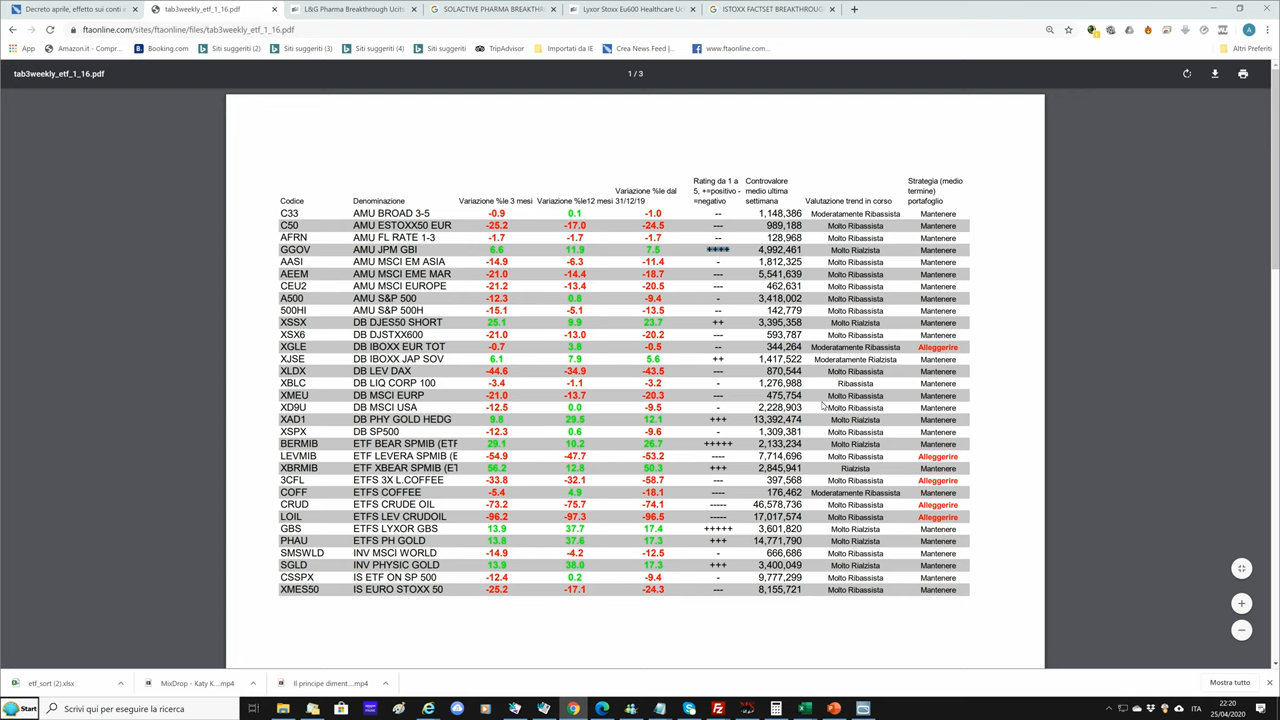 Decreto aprile, effetto sui conti e
tab3weekly_etf_1_16.pdf
L&G Pharma Breakthrough Ucits
SOLACTIVE PHARMA BREAKTHR
Lyxor Stoxx Eu600 Healthcare Uc
ISTOXX FACTSET BREAKTHROUG
ftaonline.com/sites/ftaonline/files/tab3weekly_etf_1_16.pdf
App
Amazon.it - Compr...
Booking.com
Siti suggeriti (2)
Siti suggeriti (3)
Siti suggeriti (4)
Siti suggeriti
TripAdvisor
Importati da IE
Crea News Feed |...
www.ftaonline.com
Altri Preferiti
tab3weekly_etf_1_16.pdf
1 / 3
Codice Denominazione Variazione %le 3 mesi Variazione %le12 mesi Variazione %le dal 31/12/19 Rating da 1 a 5, +=positivo - =negativo Controvalore medio ultima settimana Valutazione trend in corso Strategia (medio termine) portafoglio
C33 AMU BROAD 3-5 -0.9 0.1 -1.0 -- 1,148,386 Moderatamente Ribassista Mantenere
C50 AMU ESTOXX50 EUR -25.2 -17.0 -24.5 --- 989,188 Molto Ribassista Mantenere
AFRN AMU FL RATE 1-3 -1.7 -1.7 -1.7 -- 128,968 Molto Ribassista Mantenere
GGOV AMU JPM GBI 6.6 11.9 7.5 **** 4,992,461 Molto Rialzista Mantenere
AASI AMU MSCI EM ASIA -14.9 -6.3 -11.4 - 1,812,325 Molto Ribassista Mantenere
AEEM AMU MSCI EME MAR -21.0 -14.4 -18.7 --- 5,541,639 Molto Ribassista Mantenere
CEU2 AMU MSCI EUROPE -21.2 -13.4 -20.5 --- 462,631 Molto Ribassista Mantenere
A500 AMU S&P 500 -12.3 0.8 -9.4 - 3,418,002 Molto Ribassista Mantenere
500HI AMU S&P 500H -15.1 -5.1 -13.5 -- 142,779 Molto Ribassista Mantenere
XSSX DB DJES50 SHORT 25.1 9.9 23.7 ++ 3,395,358 Molto Rialzista Mantenere
XSX6 DB DJSTXX600 -21.0 -13.0 -20.2 --- 593,787 Molto Ribassista Mantenere
XGLE DB IBOXX EUR TOT -0.7 3.8 -0.5 -- 344,264 Moderatamente Ribassista Alleggerire
XJSE DB IBOXX JAP SOV 6.1 7.9 5.6 ++ 1,417,522 Moderatamente Rialzista Mantenere
XLDX DB LEV DAX -44.6 -34.9 -43.5 --- 870,544 Molto Ribassista Mantenere
XBLC DB LIQ CORP 100 -3.4 -1.1 -3.2 - 1,276,988 Ribassista Mantenere
XMEU DB MSCI EURP -21.0 -13.7 -20.3 --- 475,754 Molto Ribassista Mantenere
XD9U DB MSCI USA -12.5 0.0 -9.5 - 2,228,903 Molto Ribassista Mantenere
XAD1 DB PHY GOLD HEDG 9.8 29.5 12.1 +++ 13,392,474 Molto Rialzista Mantenere
XSPX DB SP500 -12.3 0.6 -9.6 - 1,309,381 Molto Ribassista Mantenere
BERMIB ETF BEAR SPMIB (ETF 29.1 10.2 26.7 +++++ 2,133,234 Molto Rialzista Mantenere
LEVMIB ETF LEVERA SPMIB (E -54.9 -47.7 -53.2 ---- 7,714,696 Molto Ribassista Alleggerire
XBRMIB ETF XBEAR SPMIB (ET 56.2 12.8 50.3 +++ 2,845,941 Rialzista Mantenere
3CFL ETFS 3X L.COFFEE -33.8 -32.1 -58.7 ---- 397,568 Molto Ribassista Alleggerire
COFF ETFS COFFEE -5.4 4.9 -18.1 ---- 176,462 Moderatamente Ribassista Mantenere
CRUD ETFS CRUDE OIL -73.2 -75.7 -74.1 ----- 46,578,736 Molto Ribassista Alleggerire
LOIL ETFS LEV CRUDOIL -96.2 -97.3 -96.5 ----- 17,017,574 Molto Ribassista Alleggerire
GBS ETFS LYXOR GBS 13.9 37.7 17.4 +++++ 3,601,820 Molto Rialzista Mantenere
PHAU ETFS PH GOLD 13.8 37.6 17.3 +++ 14,771,790 Molto Rialzista Mantenere
SMSWLD INV MSCI WORLD -14.9 -4.2 -12.5 - 666,686 Molto Ribassista Mantenere
SGLD INV PHYSIC GOLD 13.9 38.0 17.3 +++ 3,400,049 Molto Rialzista Mantenere
CSSPX IS ETF ON SP 500 -12.4 0.2 -9.4 - 9,777,299 Molto Ribassista Mantenere
XMES50 IS EURO STOXX 50 -25.2 -17.1 -24.3 --- 8,155,721 Molto Ribassista Mantenere
etf_sort (2).xlsx
MixDrop - Katy K....mp4
Il principe diment....mp4
Mostra tutto
Start
Scrivi qui per eseguire la ricerca
ITA
22:20
25/04/2020